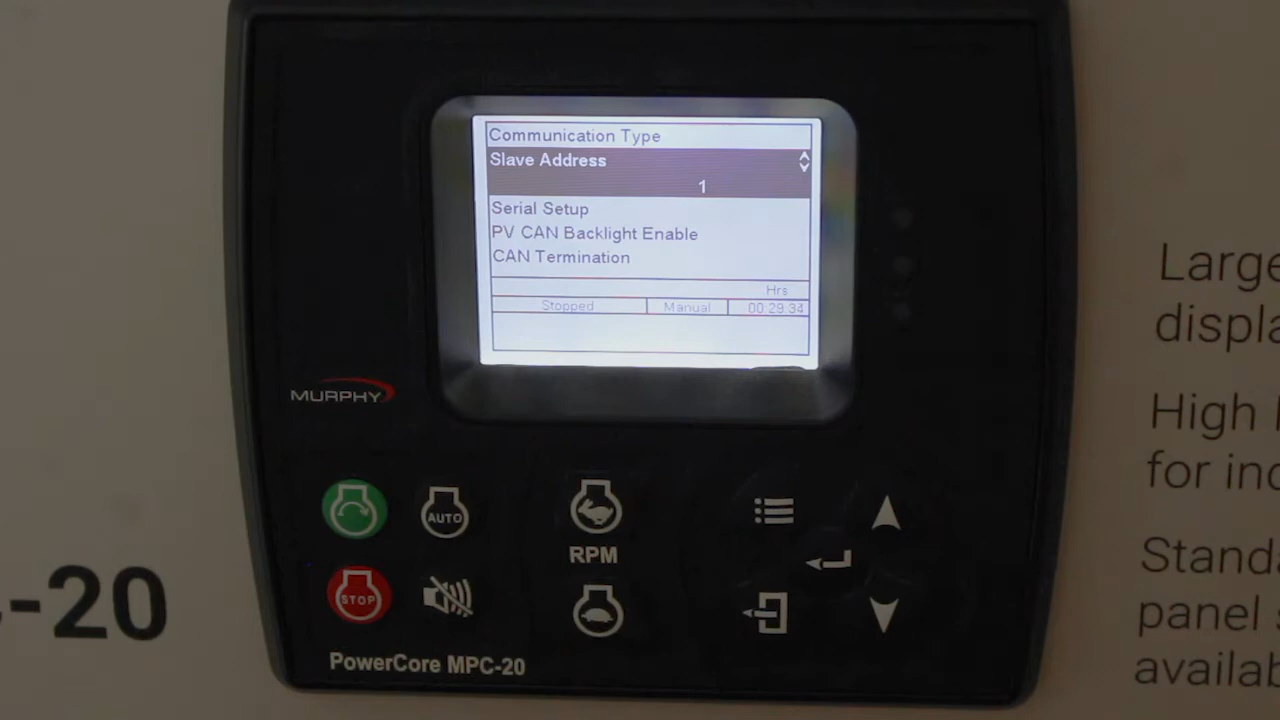 Communication Type
Slave Address
1
Serial Setup
PV CAN Backlight Enable
CAN Termination
Hrs
Stopped Manual 00:29:34
MURPHY
AUTO
RPM
STOP
PowerCore MPC-20
-20
Large
displa
High
for ind
Standa
panel
availab